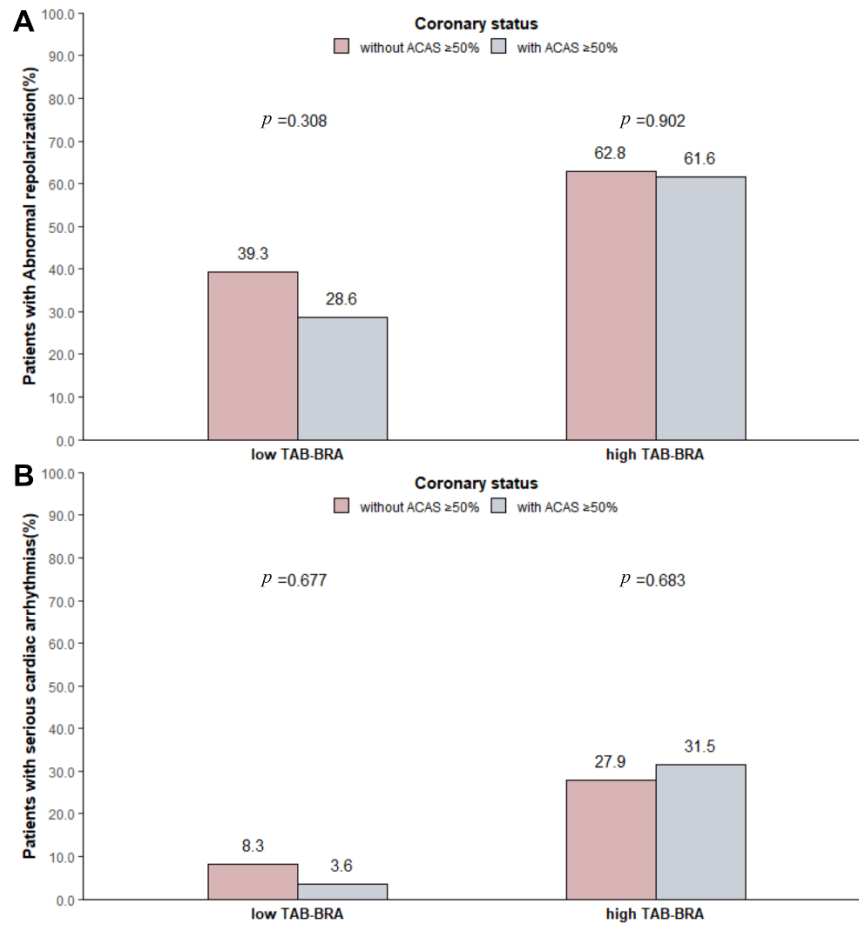 A
Coronary status
without ACAS ≥50% with ACAS ≥50%
Patients with Abnormal repolarization(%)
100.0
90.0
80.0
70.0
60.0
50.0
40.0
30.0
20.0
10.0
0.0
p =0.308
p =0.902
39.3
28.6
62.8
61.6
low TAB-BRA
high TAB-BRA
B
Coronary status
without ACAS ≥50% with ACAS ≥50%
Patients with serious cardiac arrhythmias(%)
100.0
90.0
80.0
70.0
60.0
50.0
40.0
30.0
20.0
10.0
0.0
p =0.677
p =0.683
8.3
3.6
27.9
31.5
low TAB-BRA
high TAB-BRA